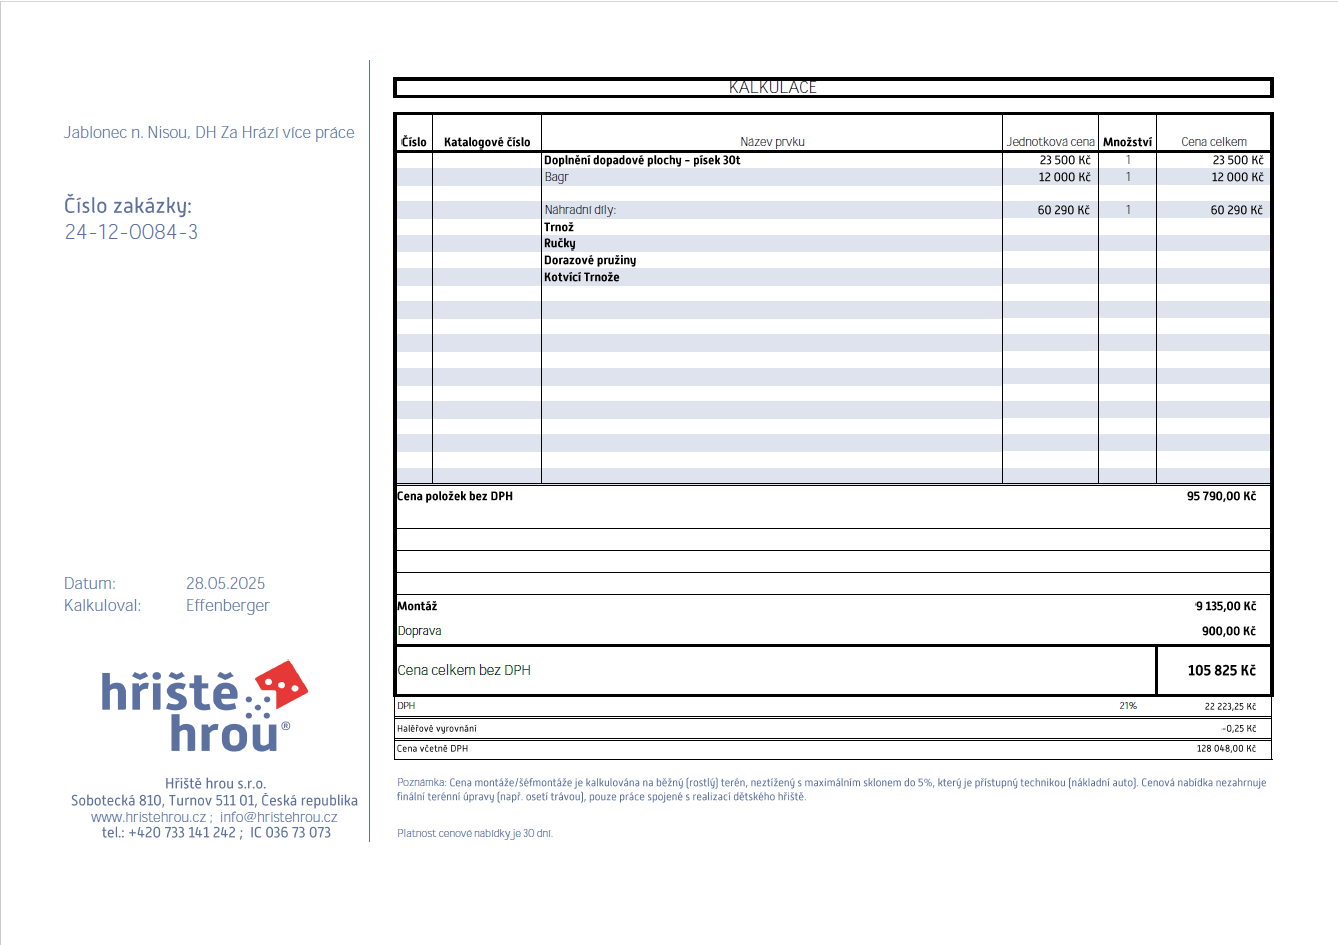 KALKULACE
Jablonec n. Nisou, DH Za Hrází více práce
Číslo zakázky:
24-12-0084-3
Číslo Katalogové číslo Název prvku Jednotková cena Množství Cena celkem
Doplnění dopadové plochy - písek 30t 23 500 Kč 1 23 500 Kč
Bagr 12 000 Kč 1 12 000 Kč
Náhradní díly: 60 290 Kč 1 60 290 Kč
Trnož
Ručky
Dorazové pružiny
Kotvící Trnože
Cena položek bez DPH 95 790,00 Kč
Montáž 9 135,00 Kč
Doprava 900,00 Kč
Cena celkem bez DPH 105 825 Kč
DPH 21% 22 223,25 Kč
Haléřové vyrovnání -0,25 Kč
Cena včetně DPH 128 048,00 Kč
Poznámka: Cena montáže/šéfmontáže je kalkulována na běžný (rostlý) terén, neztížený s maximálním sklonem do 5%, který je přístupný technikou (nákladní auto). Cenová nabídka nezahrnuje
finální terénní úpravy (např. osetí trávou), pouze práce spojené s realizací dětského hřiště.
Platnost cenové nabídky je 30 dní.
Datum: 28.05.2025
Kalkuloval: Effenberger
hřiště
hrou®
Hřiště hrou s.r.o.
Sobotecká 810, Turnov 511 01, Česká republika
www.hristehrou.cz ; info@hristehrou.cz
tel.: +420 733 141 242 ; IC 036 73 073